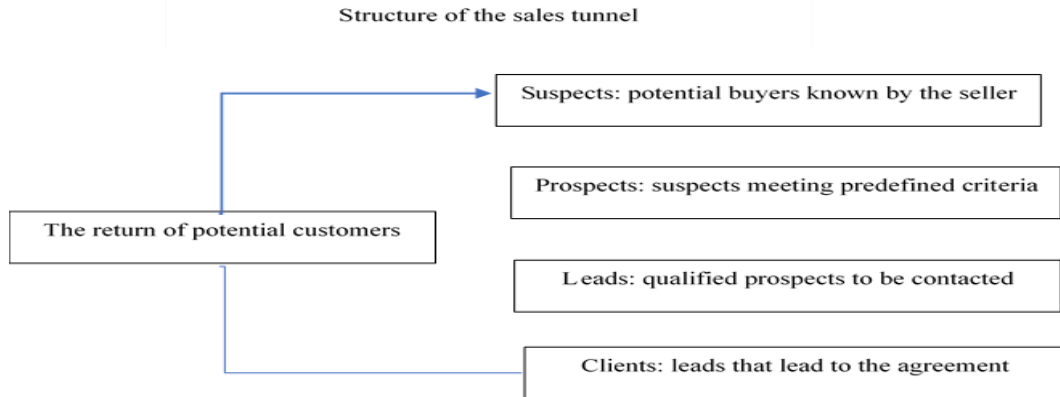 Structure of the sales tunnel
Suspects: potential buyers known by the seller
Prospects: suspects meeting predefined criteria
The return of potential customers
Leads: qualified prospects to be contacted
Clients: leads that lead to the agreement